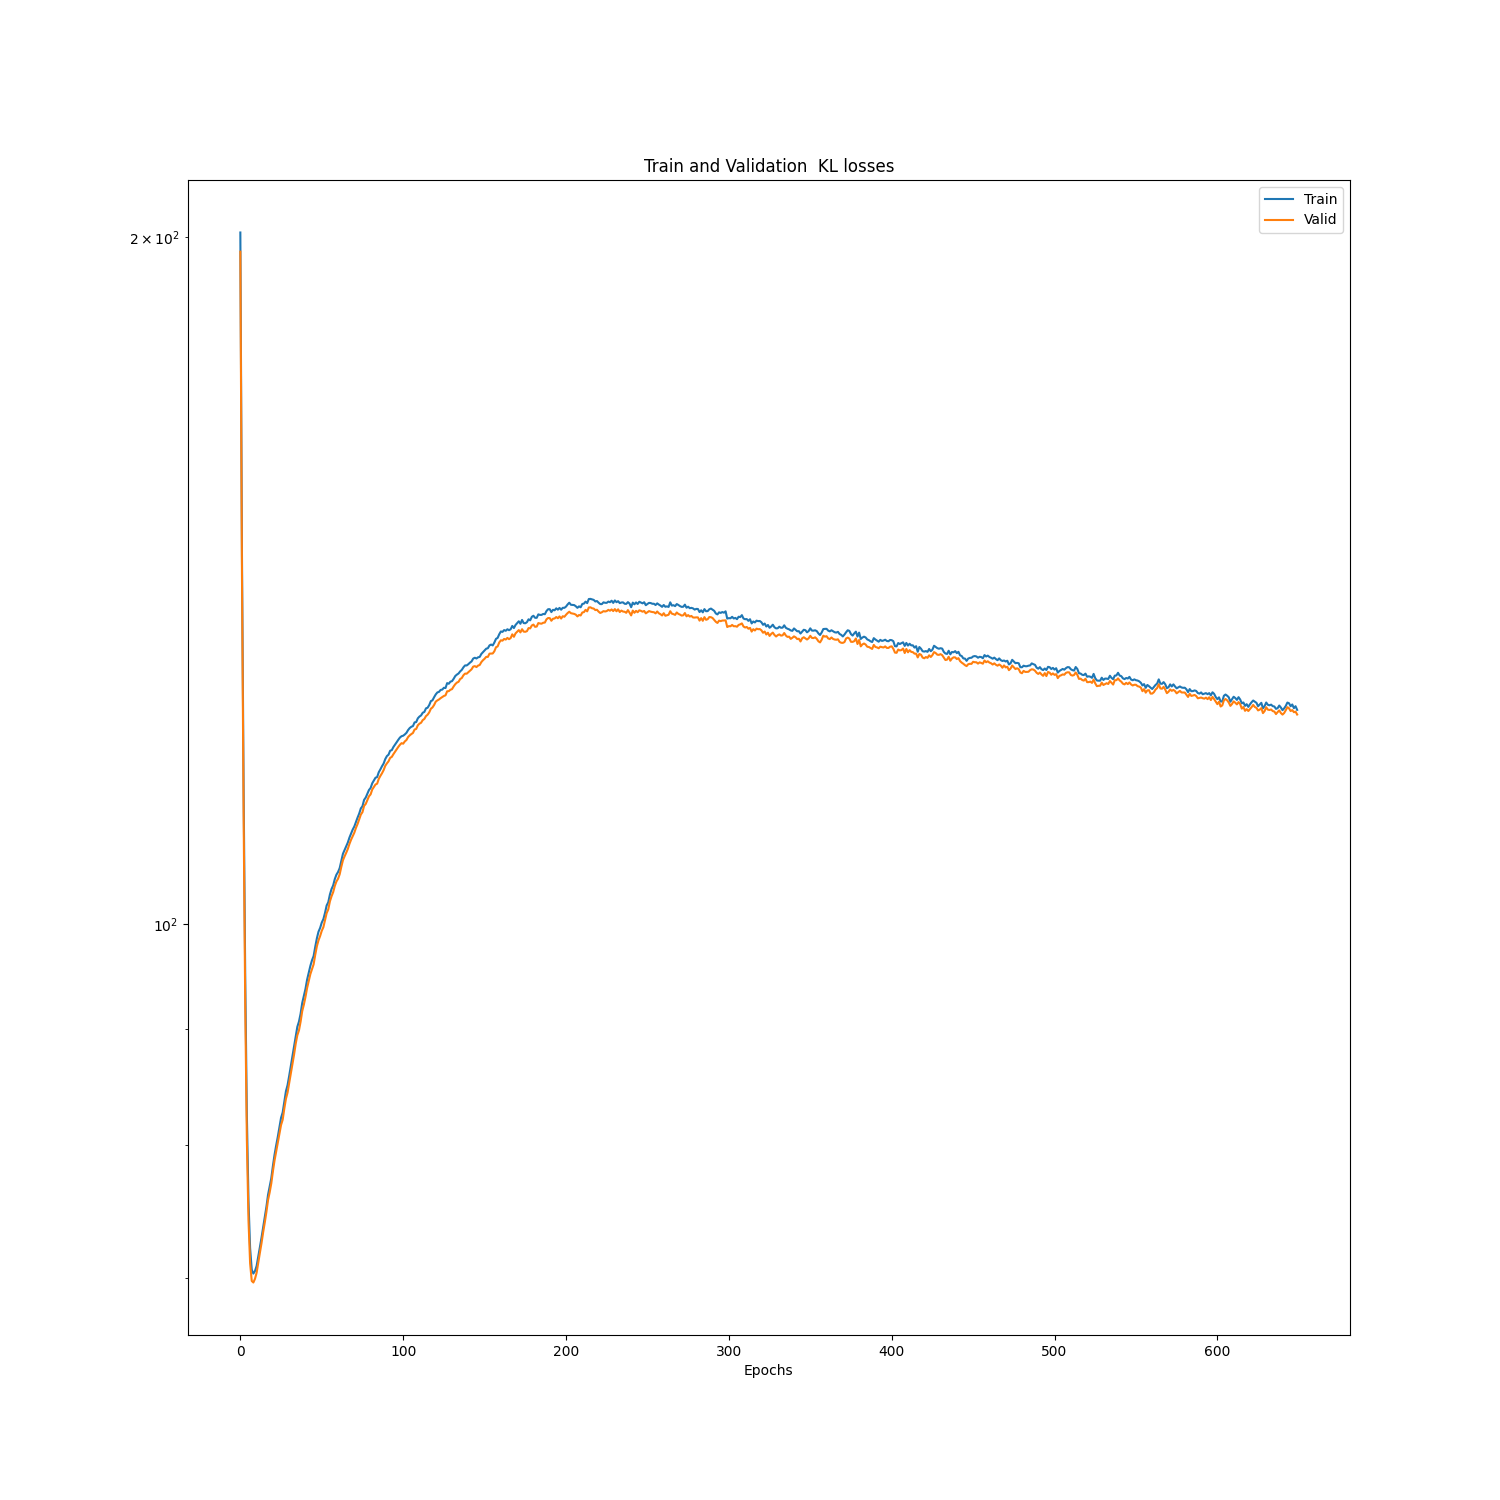 Train and Validation  KL losses
Train
Valid
2 × 10²
10²
0 100 200 300 400 500 600
Epochs